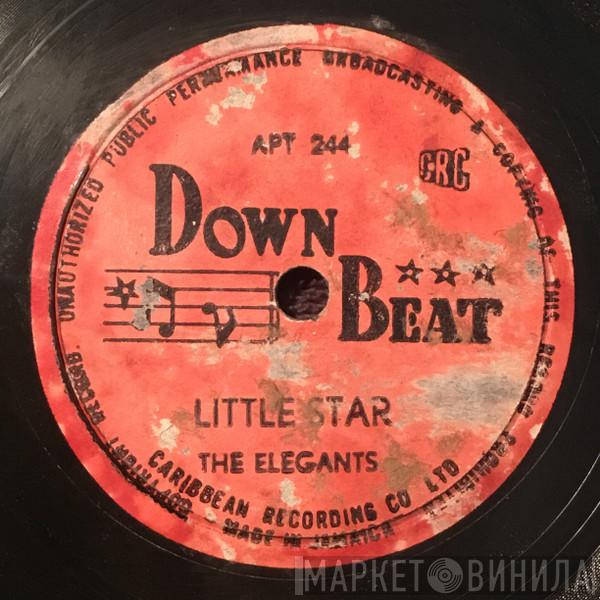 UNAUTHORIZED PUBLIC PERFORMANCE BROADCASTING & COPYING OF THIS RECORD
APT 244
CRC
DOWN
BEAT
LITTLE STAR
THE ELEGANTS
CARIBBEAN RECORDING CO LTD
MADE IN JAMAICA
МАРКЕТ ВИНИЛА